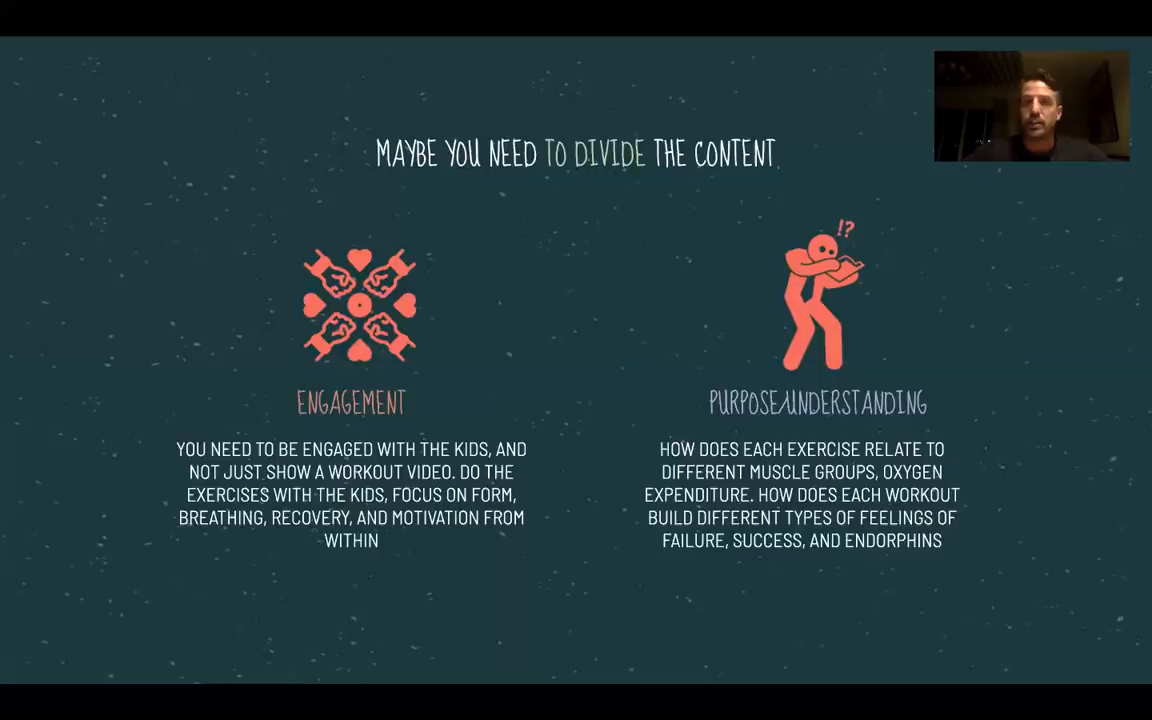 MAYBE YOU NEED TO DIVIDE THE CONTENT
!?
ENGAGEMENT
YOU NEED TO BE ENGAGED WITH THE KIDS, AND
NOT JUST SHOW A WORKOUT VIDEO. DO THE
EXERCISES WITH THE KIDS, FOCUS ON FORM,
BREATHING, RECOVERY, AND MOTIVATION FROM
WITHIN
PURPOSE/UNDERSTANDING
HOW DOES EACH EXERCISE RELATE TO
DIFFERENT MUSCLE GROUPS, OXYGEN
EXPENDITURE. HOW DOES EACH WORKOUT
BUILD DIFFERENT TYPES OF FEELINGS OF
FAILURE, SUCCESS, AND ENDORPHINS